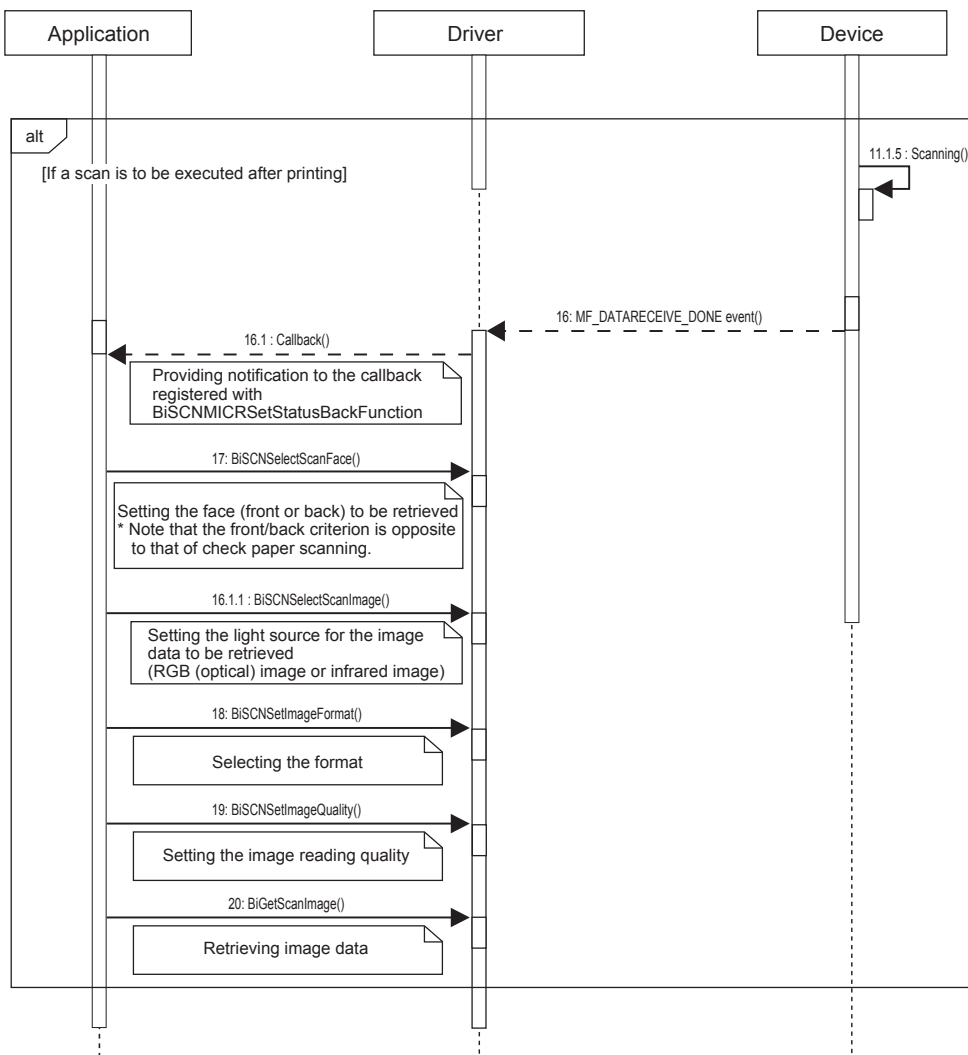 Application
Driver
Device
alt
11.1.5 : Scanning()
[If a scan is to be executed after printing]
16: MF_DATARECEIVE_DONE event()
16.1 : Callback()
Providing notification to the callback
registered with
BiSCNMICRSetStatusBackFunction
17: BiSCNSelectScanFace()
Setting the face (front or back) to be retrieved
* Note that the front/back criterion is opposite
to that of check paper scanning.
16.1.1 : BiSCNSelectScanImage()
Setting the light source for the image
data to be retrieved
(RGB (optical) image or infrared image)
18: BiSCNSetImageFormat()
Selecting the format
19: BiSCNSetImageQuality()
Setting the image reading quality
20: BiGetScanImage()
Retrieving image data